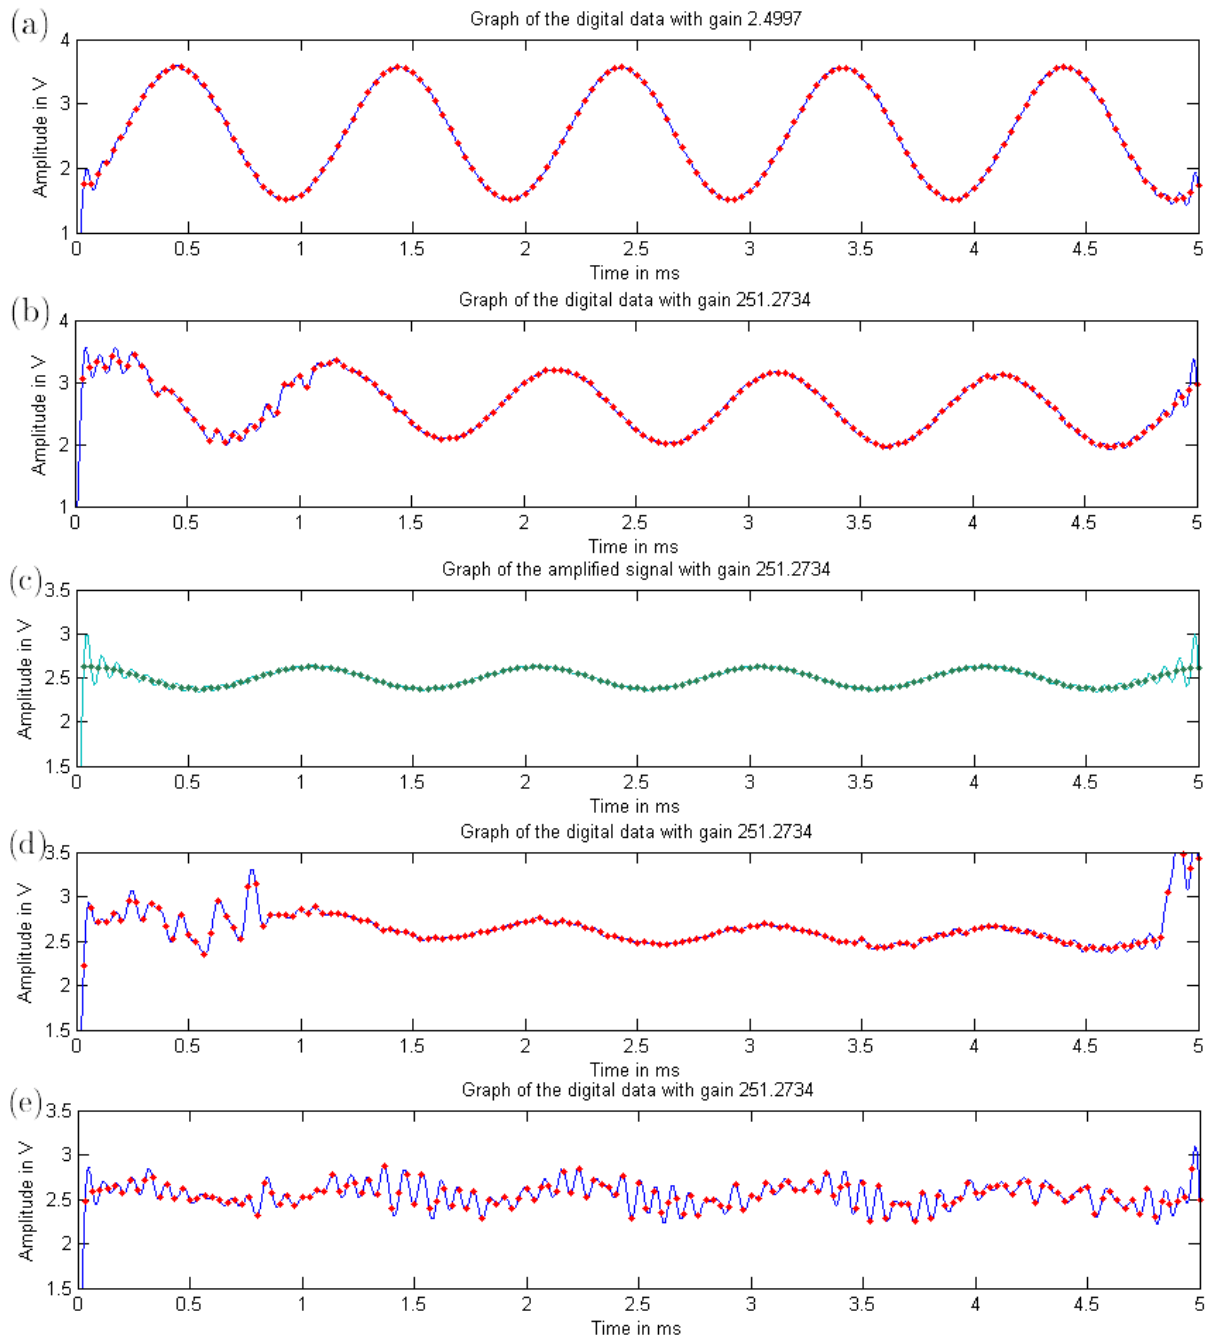 (a)
Graph of the digital data with gain 2.4997
Amplitude in V
4
3
2
1
0 0.5 1 1.5 2 2.5 3 3.5 4 4.5 5
Time in ms
(b)
Graph of the digital data with gain 251.2734
Amplitude in V
4
3
2
1
0 0.5 1 1.5 2 2.5 3 3.5 4 4.5 5
Time in ms
(c)
Graph of the amplified signal with gain 251.2734
Amplitude in V
3.5
3
2.5
2
1.5
0 0.5 1 1.5 2 2.5 3 3.5 4 4.5 5
Time in ms
(d)
Graph of the digital data with gain 251.2734
Amplitude in V
3.5
3
2.5
2
1.5
0 0.5 1 1.5 2 2.5 3 3.5 4 4.5 5
Time in ms
(e)
Graph of the digital data with gain 251.2734
Amplitude in V
3.5
3
2.5
2
1.5
0 0.5 1 1.5 2 2.5 3 3.5 4 4.5 5
Time in ms